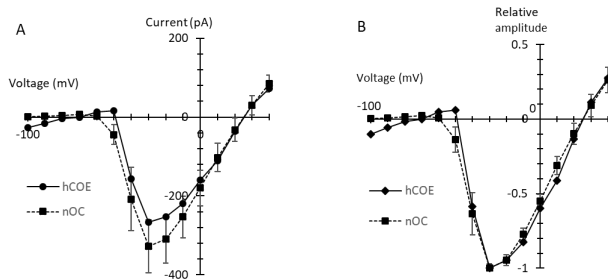 A
Current (pA)
200
Voltage (mV)
0
-100
0
-200
-400
hCOE
nOC
B
Relative
amplitude
0.5
Voltage (mV)
-100
0
0
-0.5
-1
hCOE
nOC